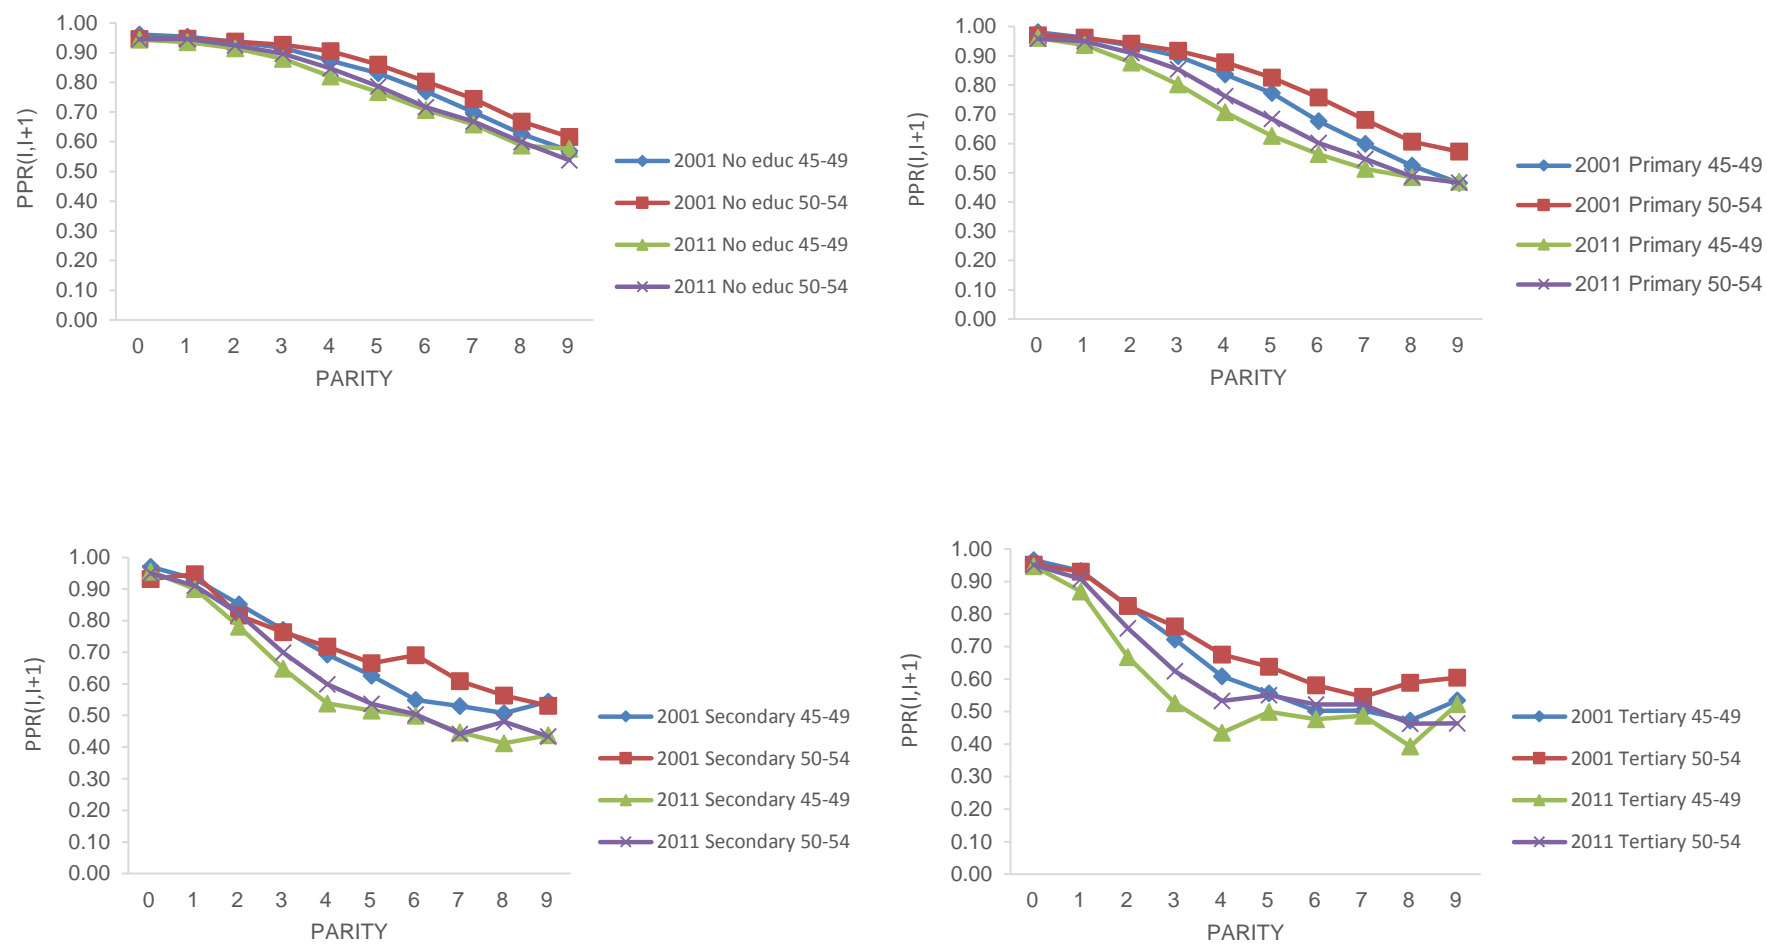 1.00
0.90
0.80
0.70
0.60
0.50
0.40
0.30
0.20
0.10
0.00
PPR(I,I+1)
0 1 2 3 4 5 6 7 8 9
PARITY
2001 No educ 45-49
2001 No educ 50-54
2011 No educ 45-49
2011 No educ 50-54
1.00
0.90
0.80
0.70
0.60
0.50
0.40
0.30
0.20
0.10
0.00
PPR(I,I+1)
0 1 2 3 4 5 6 7 8 9
PARITY
2001 Primary 45-49
2001 Primary 50-54
2011 Primary 45-49
2011 Primary 50-54
1.00
0.90
0.80
0.70
0.60
0.50
0.40
0.30
0.20
0.10
0.00
PPR(I,I+1)
0 1 2 3 4 5 6 7 8 9
PARITY
2001 Secondary 45-49
2001 Secondary 50-54
2011 Secondary 45-49
2011 Secondary 50-54
1.00
0.90
0.80
0.70
0.60
0.50
0.40
0.30
0.20
0.10
0.00
PPR(I,I+1)
0 1 2 3 4 5 6 7 8 9
PARITY
2001 Tertiary 45-49
2001 Tertiary 50-54
2011 Tertiary 45-49
2011 Tertiary 50-54